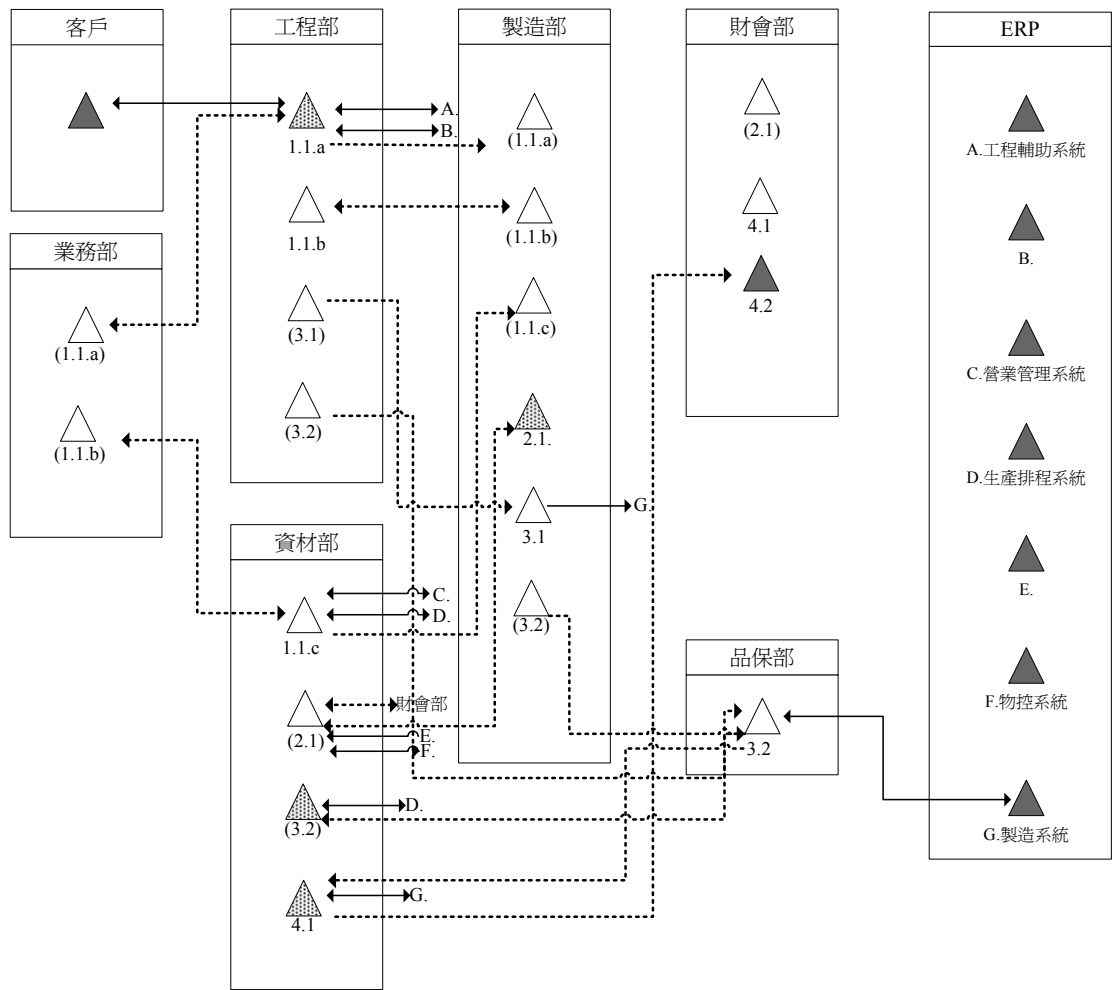 客戶
業務部
(1.1.a)
(1.1.b)
工程部
1.1.a
A.
B.
1.1.b
(3.1)
(3.2)
資材部
1.1.c
C.
D.
(2.1)
財會部
E.
F.
(3.2)
D.
4.1
G.
製造部
(1.1.a)
(1.1.b)
(1.1.c)
2.1.
3.1
G.
(3.2)
財會部
(2.1)
4.1
4.2
品保部
3.2
ERP
A.工程輔助系統
B.
C.營業管理系統
D.生產排程系統
E.
F.物控系統
G.製造系統